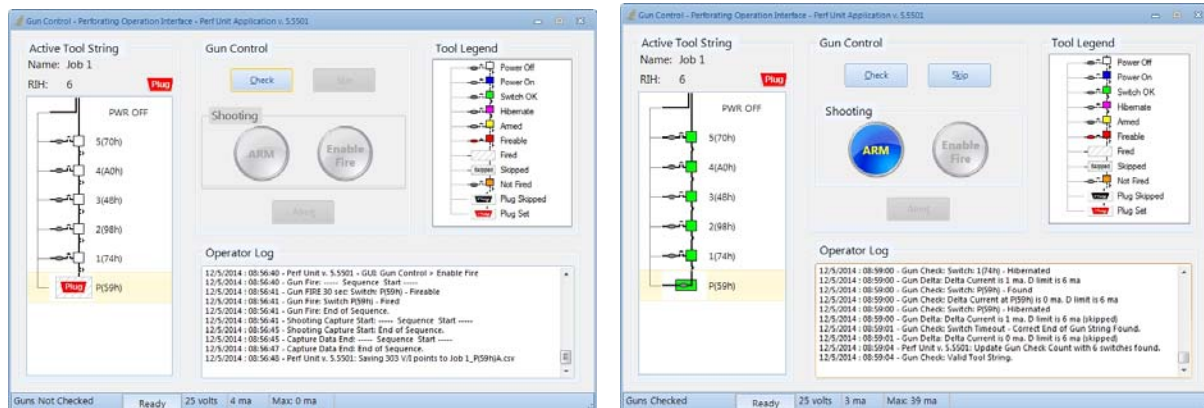 Gun Control - Perforating Operation Interface - Perf Unit Application v. 5.5501
Active Tool String
Name: Job 1
RIH: 6
Plug
PWR OFF
5(70h)
4(A0h)
3(48h)
2(98h)
1(74h)
Plug
P(59h)
Gun Control
Check
Shooting
ARM
Enable
Fire
Tool Legend
Power Off
Power On
Switch OK
Hibernate
Armed
Fireable
Fired
Skipped
Skipped
Not Fired
Plug Skipped
Plug Set
Operator Log
12/5/2014 : 08:56:40 - Perf Unit v. 5.5501 - GUI: Gun Control > Enable Fire
12/5/2014 : 08:56:40 - Gun Fire: ----- Sequence Start -----
12/5/2014 : 08:56:41 - Gun FIRE 30 sec: Switch: P(59h) - Fireable
12/5/2014 : 08:56:41 - Gun Fire: Switch P(59h) - Fired
12/5/2014 : 08:56:41 - Gun Fire: End of Sequence.
12/5/2014 : 08:56:41 - Shooting Capture Start: ----- Sequence Start -----
12/5/2014 : 08:56:45 - Shooting Capture Start: End of Sequence.
12/5/2014 : 08:56:45 - Capture Data End: ----- Sequence Start -----
12/5/2014 : 08:56:47 - Capture Data End: End of Sequence.
12/5/2014 : 08:56:48 - Perf Unit v. 5.5501: Saving 303 V/I points to Job 1_P(59h)A.csv
Guns Not Checked
Ready
25 volts
4 ma
Max: 0 ma
Gun Control - Perforating Operation Interface - Perf Unit Application v. 5.5501
Active Tool String
Name: Job 1
RIH: 6
Plug
PWR OFF
5(70h)
4(A0h)
3(48h)
2(98h)
1(74h)
P(59h)
Gun Control
Check
Skip
Shooting
ARM
Enable
Fire
Tool Legend
Power Off
Power On
Switch OK
Hibernate
Armed
Fireable
Fired
Skipped
Skipped
Not Fired
Plug Skipped
Plug Set
Operator Log
12/5/2014 : 08:59:00 - Gun Check: Switch: 1(74h) - Hibernated
12/5/2014 : 08:59:00 - Gun Delta: Delta Current is 1 ma. D limit is 6 ma
12/5/2014 : 08:59:00 - Gun Check: Switch: P(59h) - Found
12/5/2014 : 08:59:00 - Gun Check: Delta Current at P(59h) is 0 ma. D limit is 6 ma
12/5/2014 : 08:59:00 - Gun Check: Switch: P(59h) - Hibernated
12/5/2014 : 08:59:00 - Gun Delta: Delta Current is 1 ma. D limit is 6 ma (skipped)
12/5/2014 : 08:59:01 - Gun Check: Switch Timeout - Correct End of Gun String Found.
12/5/2014 : 08:59:01 - Gun Delta: Delta Current is 0 ma. D limit is 6 ma (skipped)
12/5/2014 : 08:59:04 - Perf Unit v. 5.5501: Update Gun Check Count with 6 switches found.
12/5/2014 : 08:59:04 - Gun Check: Valid Tool String.
Guns Checked
Ready
25 volts
3 ma
Max: 39 ma